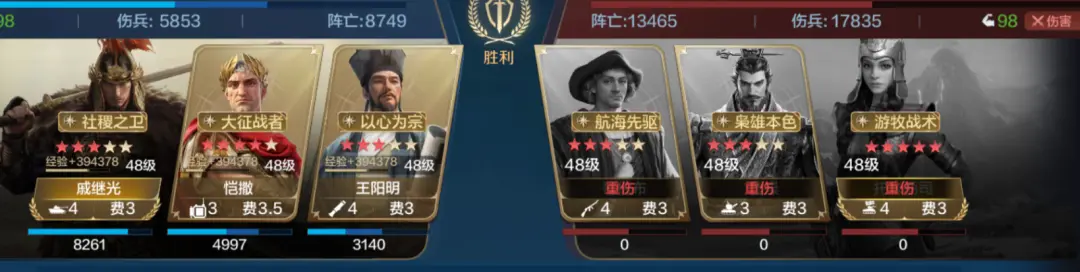 98 伤兵: 5853 阵亡:8749
胜利
阵亡:13465 伤兵: 17835 98 伤害
社稷之卫
经验+394378 48级
戚继光
4 费3
8261
大征战者
经验+394378 48级
恺撒
3 费3.5
4997
以心为宗
经验+394378 48级
王阳明
4 费3
3140
航海先驱
48级
重伤
4 费3
0
枭雄本色
48级
重伤
3 费3
0
游牧战术
48级
重伤
4 费3
0